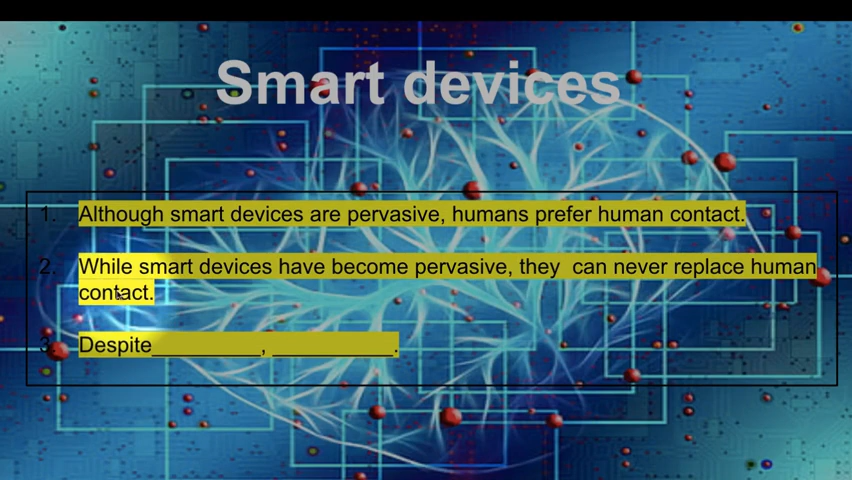 Smart devices
1. Although smart devices are pervasive, humans prefer human contact.
2. While smart devices have become pervasive, they  can never replace human
contact.
3. Despite_________, __________.